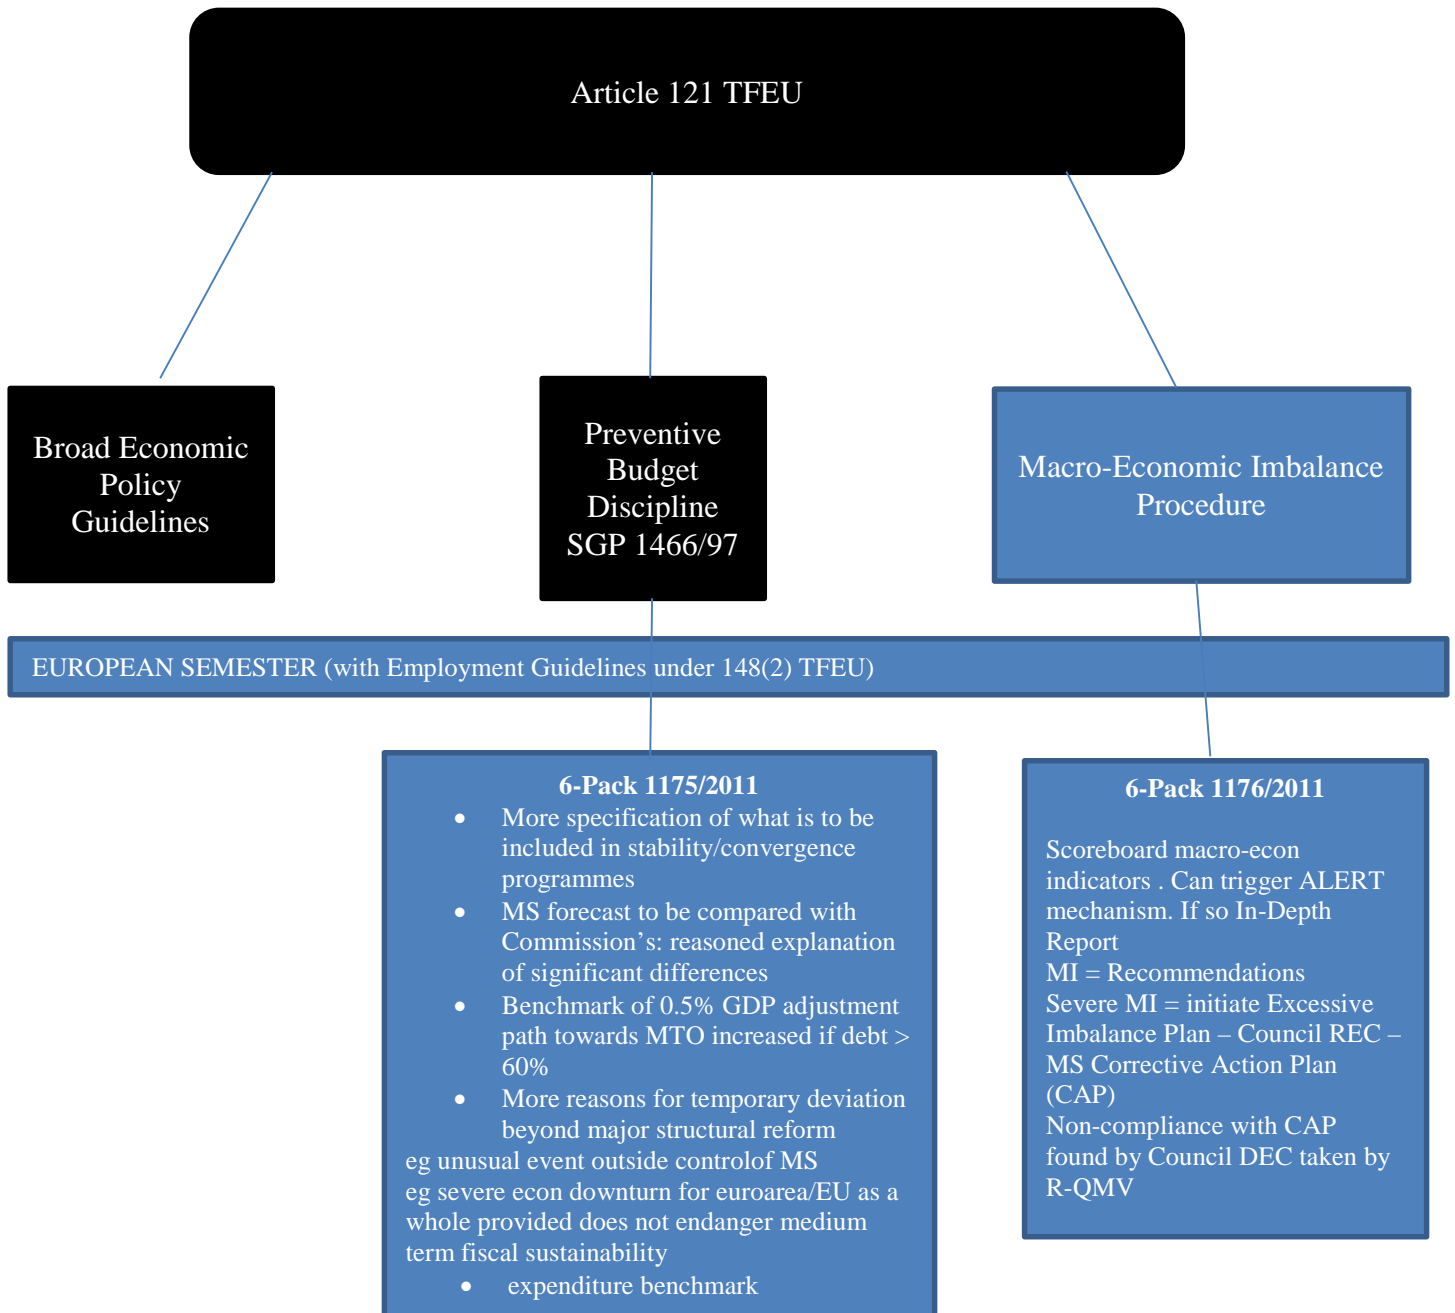 Article 121 TFEU
Broad Economic
Policy
Guidelines
Preventive
Budget
Discipline
SGP 1466/97
Macro-Economic Imbalance
Procedure
EUROPEAN SEMESTER (with Employment Guidelines under 148(2) TFEU)
6-Pack 1175/2011
• More specification of what is to be
included in stability/convergence
programmes
• MS forecast to be compared with
Commission’s: reasoned explanation
of significant differences
• Benchmark of 0.5% GDP adjustment
path towards MTO increased if debt >
60%
• More reasons for temporary deviation
beyond major structural reform
eg unusual event outside controlof MS
eg severe econ downturn for euroarea/EU as a
whole provided does not endanger medium
term fiscal sustainability
• expenditure benchmark
6-Pack 1176/2011
Scoreboard macro-econ
indicators . Can trigger ALERT
mechanism. If so In-Depth
Report
MI = Recommendations
Severe MI = initiate Excessive
Imbalance Plan – Council REC –
MS Corrective Action Plan
(CAP)
Non-compliance with CAP
found by Council DEC taken by
R-QMV